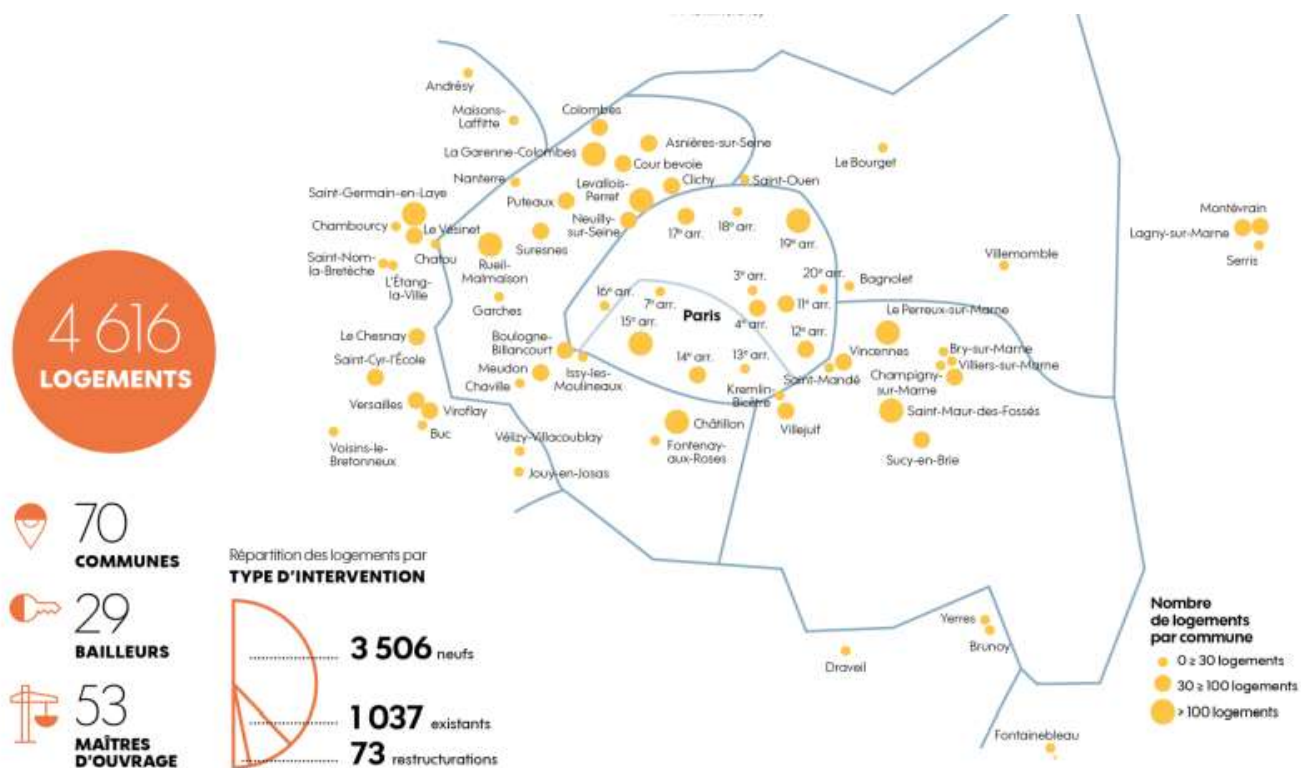 Andrésy
Maisons-
Laffitte
Colombes
La Garenne-Colombes
Asnières-sur-Seine
Cour bevoie
Le Bourget
Nanterre
Levallois-
Perret
Clichy
Saint-Ouen
Saint-Germain-en-Laye
Puteaux
Neuilly-
sur-Seine
17e arr.
18e arr.
19e arr.
Montévrain
Lagny-sur-Marne
Serris
Chambourcy
Le Vésinet
Chatou
Suresnes
Rueil-
Malmaison
Saint-Nom-
la-Bretèche
L'Étang-
la-Ville
Garches
Villemomble
3e arr.
20e arr.
Bagnolet
16e arr.
7e arr.
Paris
4e arr.
11e arr.
Le Perreux-sur-Marne
15e arr.
12e arr.
Le Chesnay
Boulogne-
Billancourt
Saint-Cyr-l'École
Meudon
Issy-les-
Moulineaux
Chaville
14e arr.
13e arr.
Vincennes
Saint-Mandé
Bry-sur-Marne
Villiers-sur-Marne
Champigny-
sur-Marne
Kremlin-
Bicêtre
Villejuif
Saint-Maur-des-Fossés
Versailles
Viroflay
Buc
Voisins-le-
Bretonneux
Châtillon
Fontenay-
aux-Roses
Sucy-en-Brie
Vélizy-Villacoublay
Jouy-en-Josas
Yerres
Brunoy
Draveil
Fontainebleau
4 616
LOGEMENTS
70
COMMUNES
29
BAILLEURS
53
MAÎTRES
D'OUVRAGE
Répartition des logements par
TYPE D'INTERVENTION
3 506 neufs
1 037 existants
73 restructurations
Nombre
de logements
par commune
0 ≥ 30 logements
30 ≥ 100 logements
> 100 logements